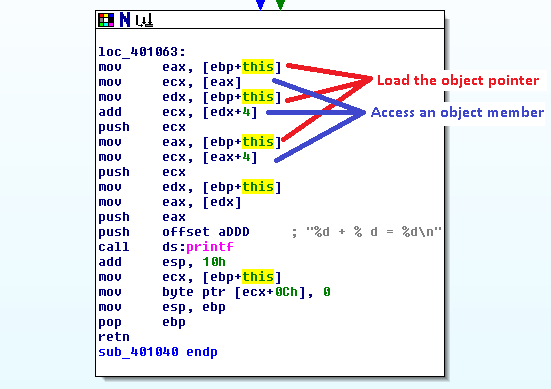 loc_401063:
mov eax, [ebp+this]
mov ecx, [eax]
mov edx, [ebp+this]
add ecx, [edx+4]
push ecx
mov eax, [ebp+this]
mov ecx, [eax+4]
push ecx
mov edx, [ebp+this]
mov eax, [edx]
push eax
push offset aDDD ; "%d + % d = %d\n"
call ds:printf
add esp, 10h
mov ecx, [ebp+this]
mov byte ptr [ecx+0Ch], 0
mov esp, ebp
pop ebp
retn
sub_401040 endp
Load the object pointer
Access an object member